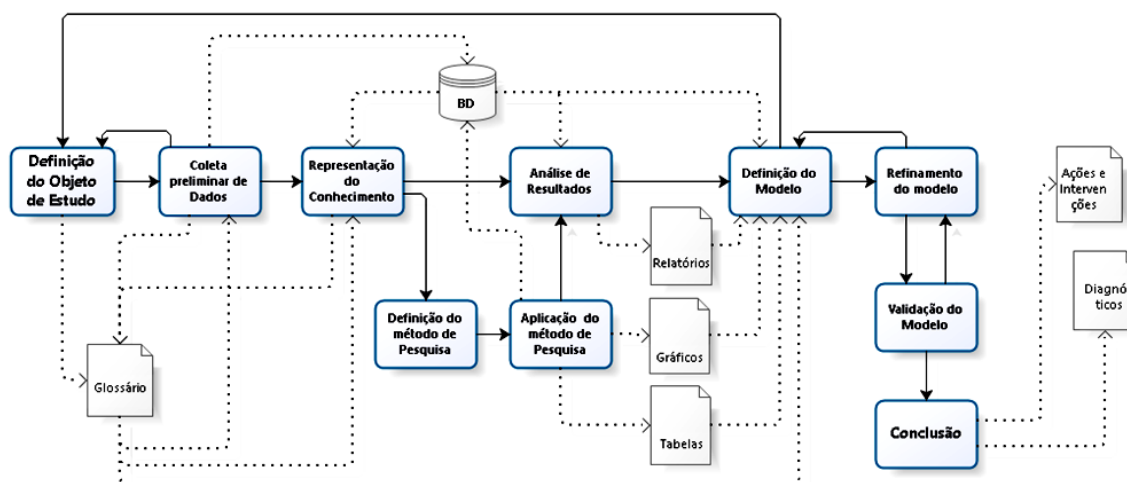 BD
Definição
do Objeto
de Estudo
Coleta
preliminar de
Dados
Representação
do
Conhecimento
Análise de
Resultados
Definição do
Modelo
Refinamento
do modelo
Ações e
Interven
ções
Relatórios
Diagnó
ticos
Definição do
método de
Pesquisa
Aplicação do
método de
Pesquisa
Gráficos
Validação do
Modelo
Glossário
Tabelas
Conclusão